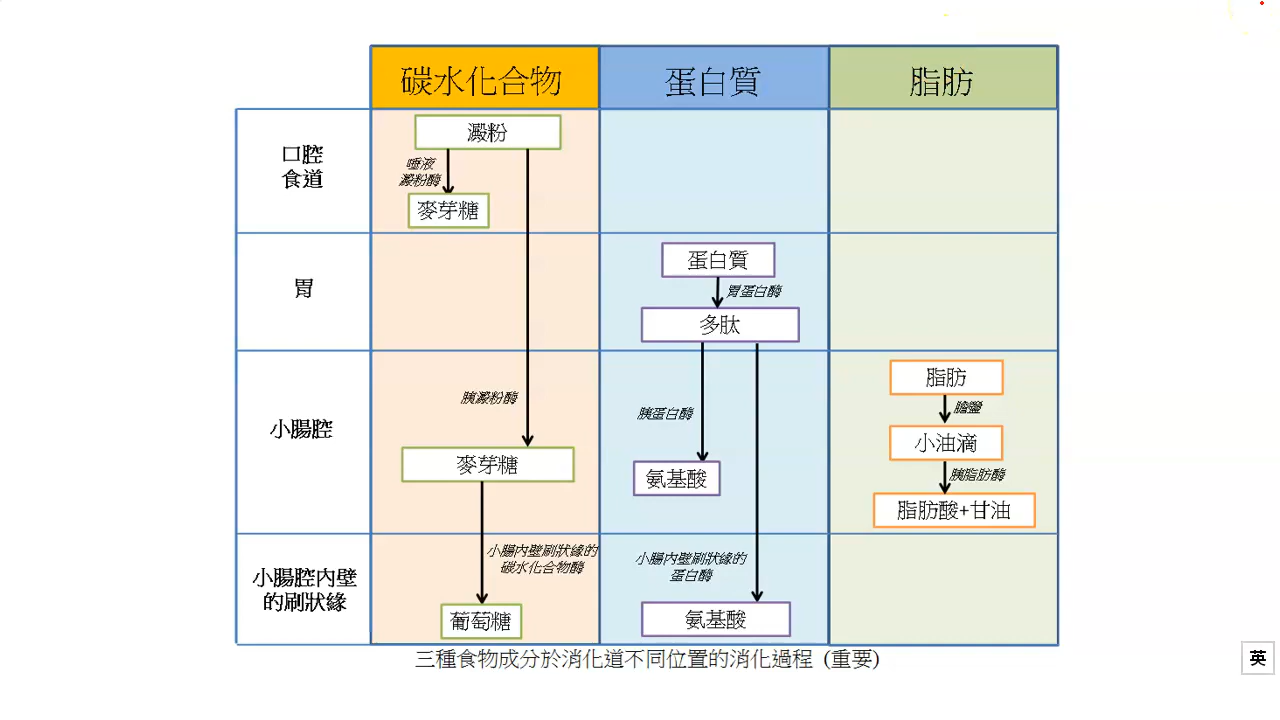 碳水化合物
蛋白質
脂肪
口腔
食道
澱粉
唾液
澱粉酶
麥芽糖
胃
蛋白質
胃蛋白酶
多肽
小腸腔
胰澱粉酶
麥芽糖
胰蛋白酶
氨基酸
脂肪
膽鹽
小油滴
胰脂肪酶
脂肪酸+甘油
小腸腔內壁
的刷狀緣
小腸內壁刷狀緣的
碳水化合物酶
葡萄糖
小腸內壁刷狀緣的
蛋白酶
氨基酸
三種食物成分於消化道不同位置的消化過程 (重要)
英